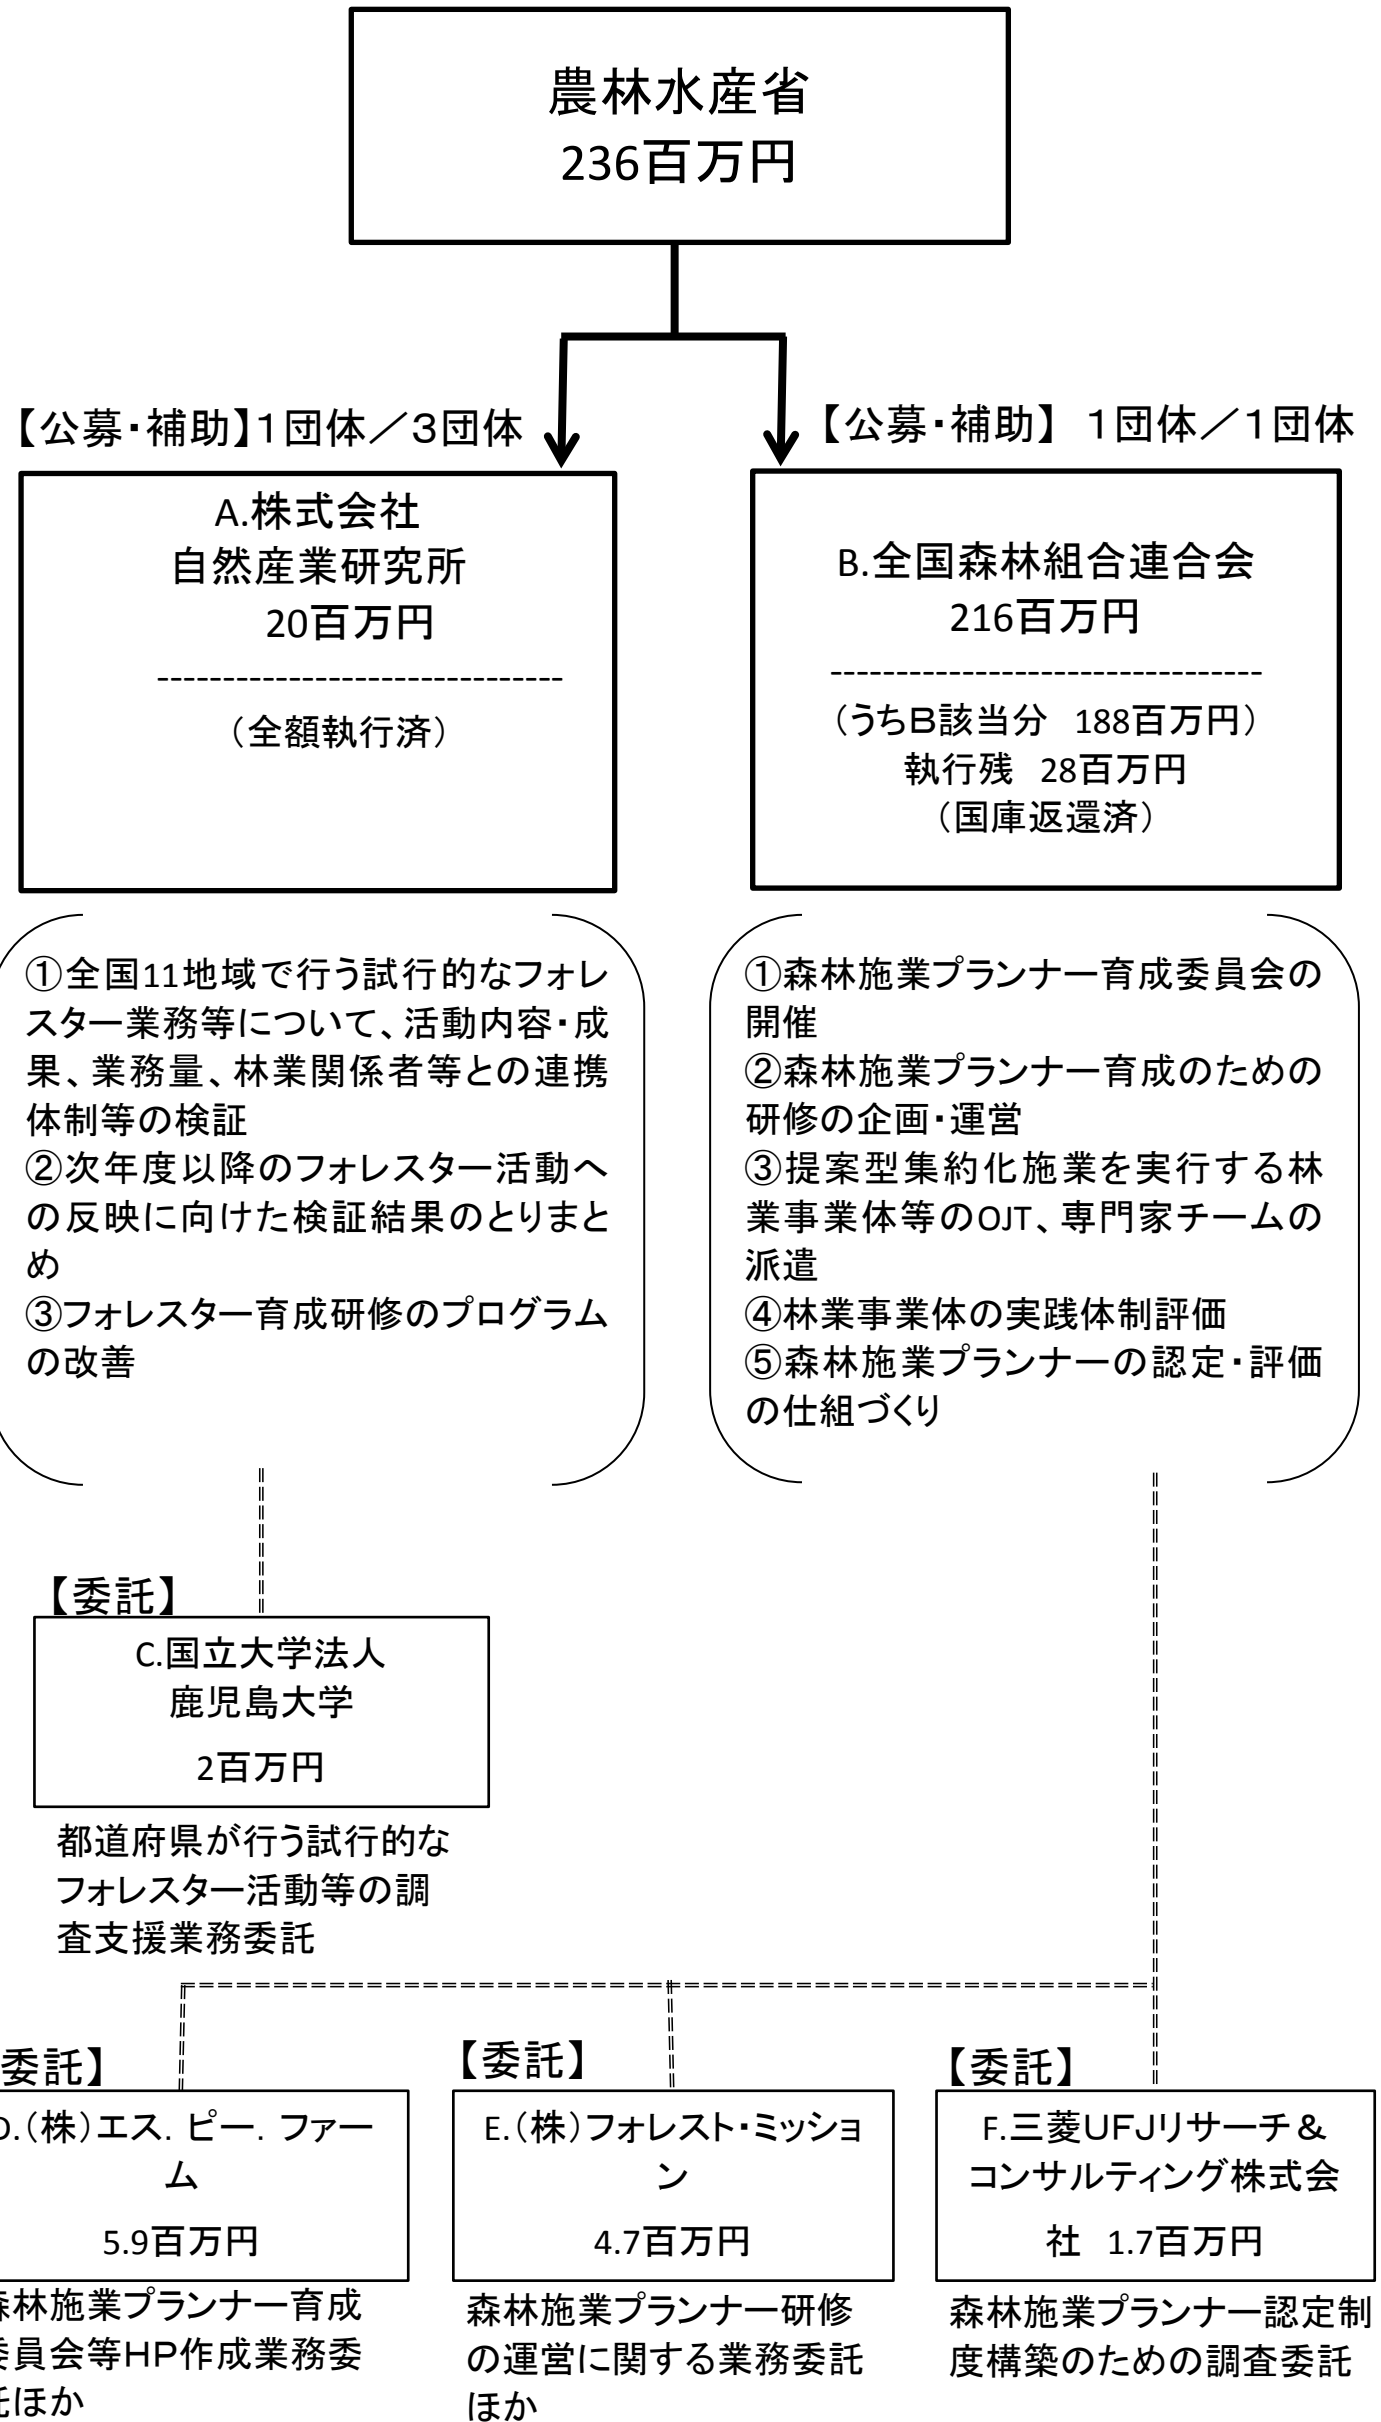 農林水産省
236百万円
【公募・補助】1団体／3団体
【公募・補助】 1団体／1団体
A.株式会社
自然産業研究所
20百万円
-------------------------------
（全額執行済）
B.全国森林組合連合会
216百万円
---------------------------------
（うちＢ該当分 188百万円）
執行残 28百万円
（国庫返還済）
①全国11地域で行う試行的なフォレ
スター業務等について、活動内容・成
果、業務量、林業関係者等との連携
体制等の検証
②次年度以降のフォレスター活動へ
の反映に向けた検証結果のとりまと
め
③フォレスター育成研修のプログラム
の改善
①森林施業プランナー育成委員会の
開催
②森林施業プランナー育成のための
研修の企画・運営
③提案型集約化施業を実行する林
業事業体等のOJT、専門家チームの
派遣
④林業事業体の実践体制評価
⑤森林施業プランナーの認定・評価
の仕組づくり
【委託】
C.国立大学法人
鹿児島大学
2百万円
都道府県が行う試行的な
フォレスター活動等の調
査支援業務委託
委託】
D.（株）エス．ピー．ファー
ム
5.9百万円
森林施業プランナー育成
委員会等HP作成業務委
託ほか
【委託】
E.（株）フォレスト・ミッショ
ン
4.7百万円
森林施業プランナー研修
の運営に関する業務委託
ほか
【委託】
F.三菱UFJリサーチ＆
コンサルティング株式会
社 1.7百万円
森林施業プランナー認定制
度構築のための調査委託